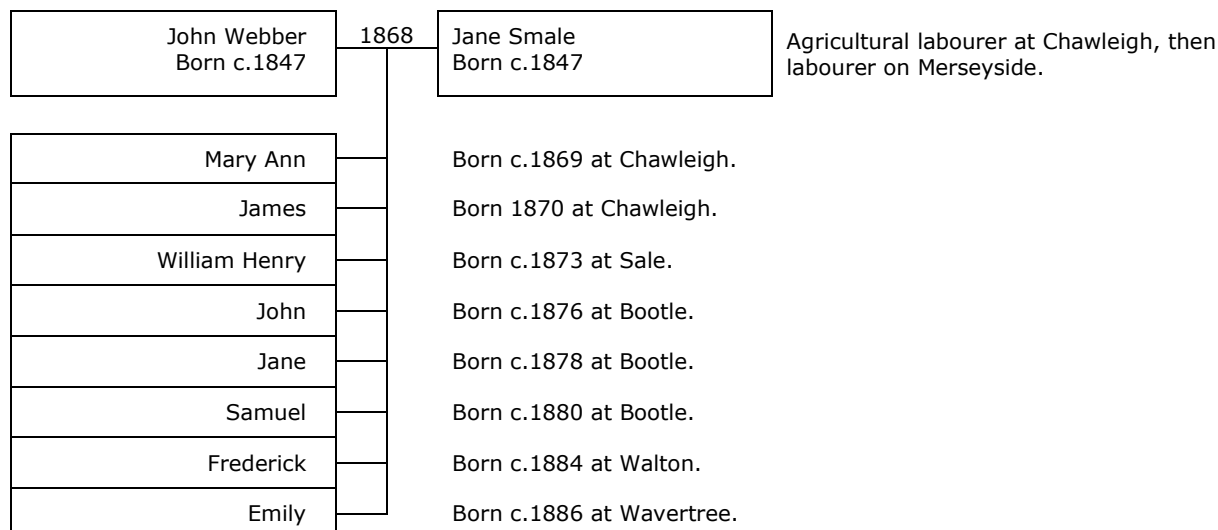 John Webber
Born c.1847
1868
Jane Smale
Born c.1847
Agricultural labourer at Chawleigh, then
labourer on Merseyside.
Mary Ann
Born c.1869 at Chawleigh.
James
Born 1870 at Chawleigh.
William Henry
Born c.1873 at Sale.
John
Born c.1876 at Bootle.
Jane
Born c.1878 at Bootle.
Samuel
Born c.1880 at Bootle.
Frederick
Born c.1884 at Walton.
Emily
Born c.1886 at Wavertree.